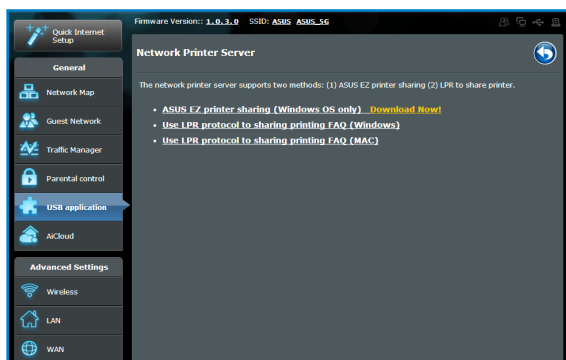 Quick Internet
Setup
Firmware Version:: 1.0.3.0 SSID: ASUS ASUS_5G
General
Network Map
Guest Network
Traffic Manager
Parental control
USB application
AiCloud
Advanced Settings
Wireless
LAN
WAN
Network Printer Server
The network printer server supports two methods: (1) ASUS EZ printer sharing (2) LPR to share printer.
ASUS EZ printer sharing (Windows OS only) Download Now!
Use LPR protocol to sharing printing FAQ (Windows)
Use LPR protocol to sharing printing FAQ (MAC)